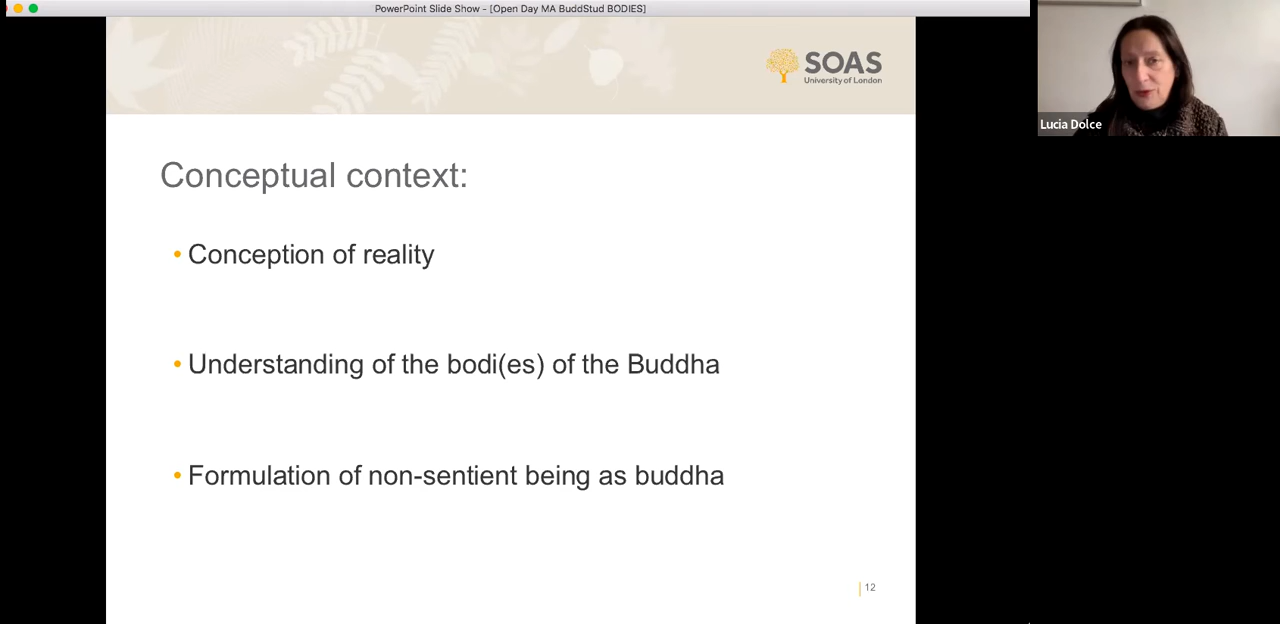 PowerPoint Slide Show - [Open Day MA BuddStud BODIES]
SOAS
University of London
Lucia Dolce
Conceptual context:
• Conception of reality
• Understanding of the bodi(es) of the Buddha
• Formulation of non-sentient being as buddha
12